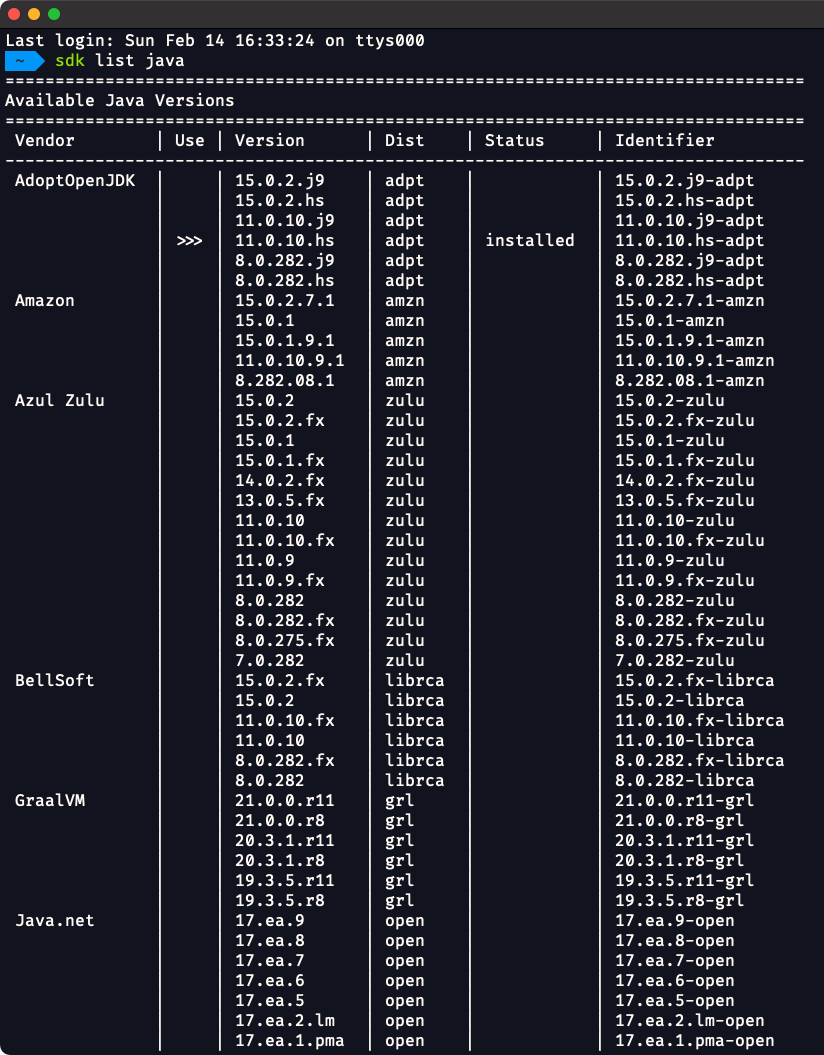 Last login: Sun Feb 14 16:33:24 on ttys000
~ sdk list java
================================================================================
Available Java Versions
================================================================================
 Vendor        | Use | Version      | Dist    | Status     | Identifier
--------------------------------------------------------------------------------
 AdoptOpenJDK  |     | 15.0.2.j9    | adpt    |            | 15.0.2.j9-adpt
               |     | 15.0.2.hs    | adpt    |            | 15.0.2.hs-adpt
               |     | 11.0.10.j9   | adpt    |            | 11.0.10.j9-adpt
               | >>> | 11.0.10.hs   | adpt    | installed  | 11.0.10.hs-adpt
               |     | 8.0.282.j9   | adpt    |            | 8.0.282.j9-adpt
               |     | 8.0.282.hs   | adpt    |            | 8.0.282.hs-adpt
 Amazon        |     | 15.0.2.7.1   | amzn    |            | 15.0.2.7.1-amzn
               |     | 15.0.1       | amzn    |            | 15.0.1-amzn
               |     | 15.0.1.9.1   | amzn    |            | 15.0.1.9.1-amzn
               |     | 11.0.10.9.1  | amzn    |            | 11.0.10.9.1-amzn
               |     | 8.282.08.1   | amzn    |            | 8.282.08.1-amzn
 Azul Zulu     |     | 15.0.2       | zulu    |            | 15.0.2-zulu
               |     | 15.0.2.fx    | zulu    |            | 15.0.2.fx-zulu
               |     | 15.0.1       | zulu    |            | 15.0.1-zulu
               |     | 15.0.1.fx    | zulu    |            | 15.0.1.fx-zulu
               |     | 14.0.2.fx    | zulu    |            | 14.0.2.fx-zulu
               |     | 13.0.5.fx    | zulu    |            | 13.0.5.fx-zulu
               |     | 11.0.10      | zulu    |            | 11.0.10-zulu
               |     | 11.0.10.fx   | zulu    |            | 11.0.10.fx-zulu
               |     | 11.0.9       | zulu    |            | 11.0.9-zulu
               |     | 11.0.9.fx    | zulu    |            | 11.0.9.fx-zulu
               |     | 8.0.282      | zulu    |            | 8.0.282-zulu
               |     | 8.0.282.fx   | zulu    |            | 8.0.282.fx-zulu
               |     | 8.0.275.fx   | zulu    |            | 8.0.275.fx-zulu
               |     | 7.0.282      | zulu    |            | 7.0.282-zulu
 BellSoft      |     | 15.0.2.fx    | librca  |            | 15.0.2.fx-librca
               |     | 15.0.2       | librca  |            | 15.0.2-librca
               |     | 11.0.10.fx   | librca  |            | 11.0.10.fx-librca
               |     | 11.0.10      | librca  |            | 11.0.10-librca
               |     | 8.0.282.fx   | librca  |            | 8.0.282.fx-librca
               |     | 8.0.282      | librca  |            | 8.0.282-librca
 GraalVM       |     | 21.0.0.r11   | grl     |            | 21.0.0.r11-grl
               |     | 21.0.0.r8    | grl     |            | 21.0.0.r8-grl
               |     | 20.3.1.r11   | grl     |            | 20.3.1.r11-grl
               |     | 20.3.1.r8    | grl     |            | 20.3.1.r8-grl
               |     | 19.3.5.r11   | grl     |            | 19.3.5.r11-grl
               |     | 19.3.5.r8    | grl     |            | 19.3.5.r8-grl
 Java.net      |     | 17.ea.9      | open    |            | 17.ea.9-open
               |     | 17.ea.8      | open    |            | 17.ea.8-open
               |     | 17.ea.7      | open    |            | 17.ea.7-open
               |     | 17.ea.6      | open    |            | 17.ea.6-open
               |     | 17.ea.5      | open    |            | 17.ea.5-open
               |     | 17.ea.2.lm   | open    |            | 17.ea.2.lm-open
               |     | 17.ea.1.pma  | open    |            | 17.ea.1.pma-open